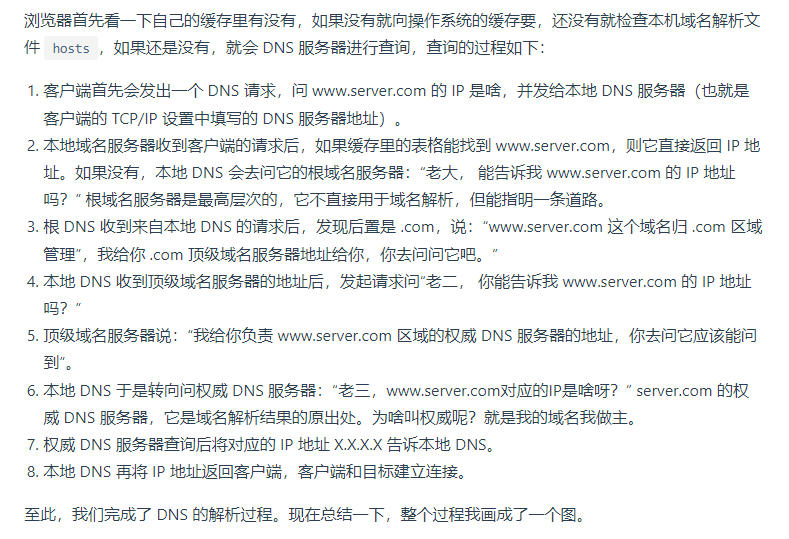 浏览器首先看一下自己的缓存里有没有，如果没有就向操作系统的缓存要，还没有就检查本机域名解析文
件 hosts ，如果还是没有，就会 DNS 服务器进行查询，查询的过程如下：
1. 客户端首先会发出一个 DNS 请求，问 www.server.com 的 IP 是啥，并发给本地 DNS 服务器（也就是
客户端的 TCP/IP 设置中填写的 DNS 服务器地址）。
2. 本地域名服务器收到客户端的请求后，如果缓存里的表格能找到 www.server.com，则它直接返回 IP 地
址。如果没有，本地 DNS 会去问它的根域名服务器：“老大， 能告诉我 www.server.com 的 IP 地址
吗？” 根域名服务器是最高层次的，它不直接用于域名解析，但能指明一条道路。
3. 根 DNS 收到来自本地 DNS 的请求后，发现后置是 .com，说：“www.server.com 这个域名归 .com 区域
管理”，我给你 .com 顶级域名服务器地址给你，你去问问它吧。”
4. 本地 DNS 收到顶级域名服务器的地址后，发起请求问“老二， 你能告诉我 www.server.com 的 IP 地址
吗？”
5. 顶级域名服务器说：“我给你负责 www.server.com 区域的权威 DNS 服务器的地址，你去问它应该能问
到”。
6. 本地 DNS 于是转向问权威 DNS 服务器：“老三，www.server.com对应的IP是啥呀？” server.com 的权
威 DNS 服务器，它是域名解析结果的原出处。为啥叫权威呢？就是我的域名我做主。
7. 权威 DNS 服务器查询后将对应的 IP 地址 X.X.X.X 告诉本地 DNS。
8. 本地 DNS 再将 IP 地址返回客户端，客户端和目标建立连接。
至此，我们完成了 DNS 的解析过程。现在总结一下，整个过程我画成了一个图。